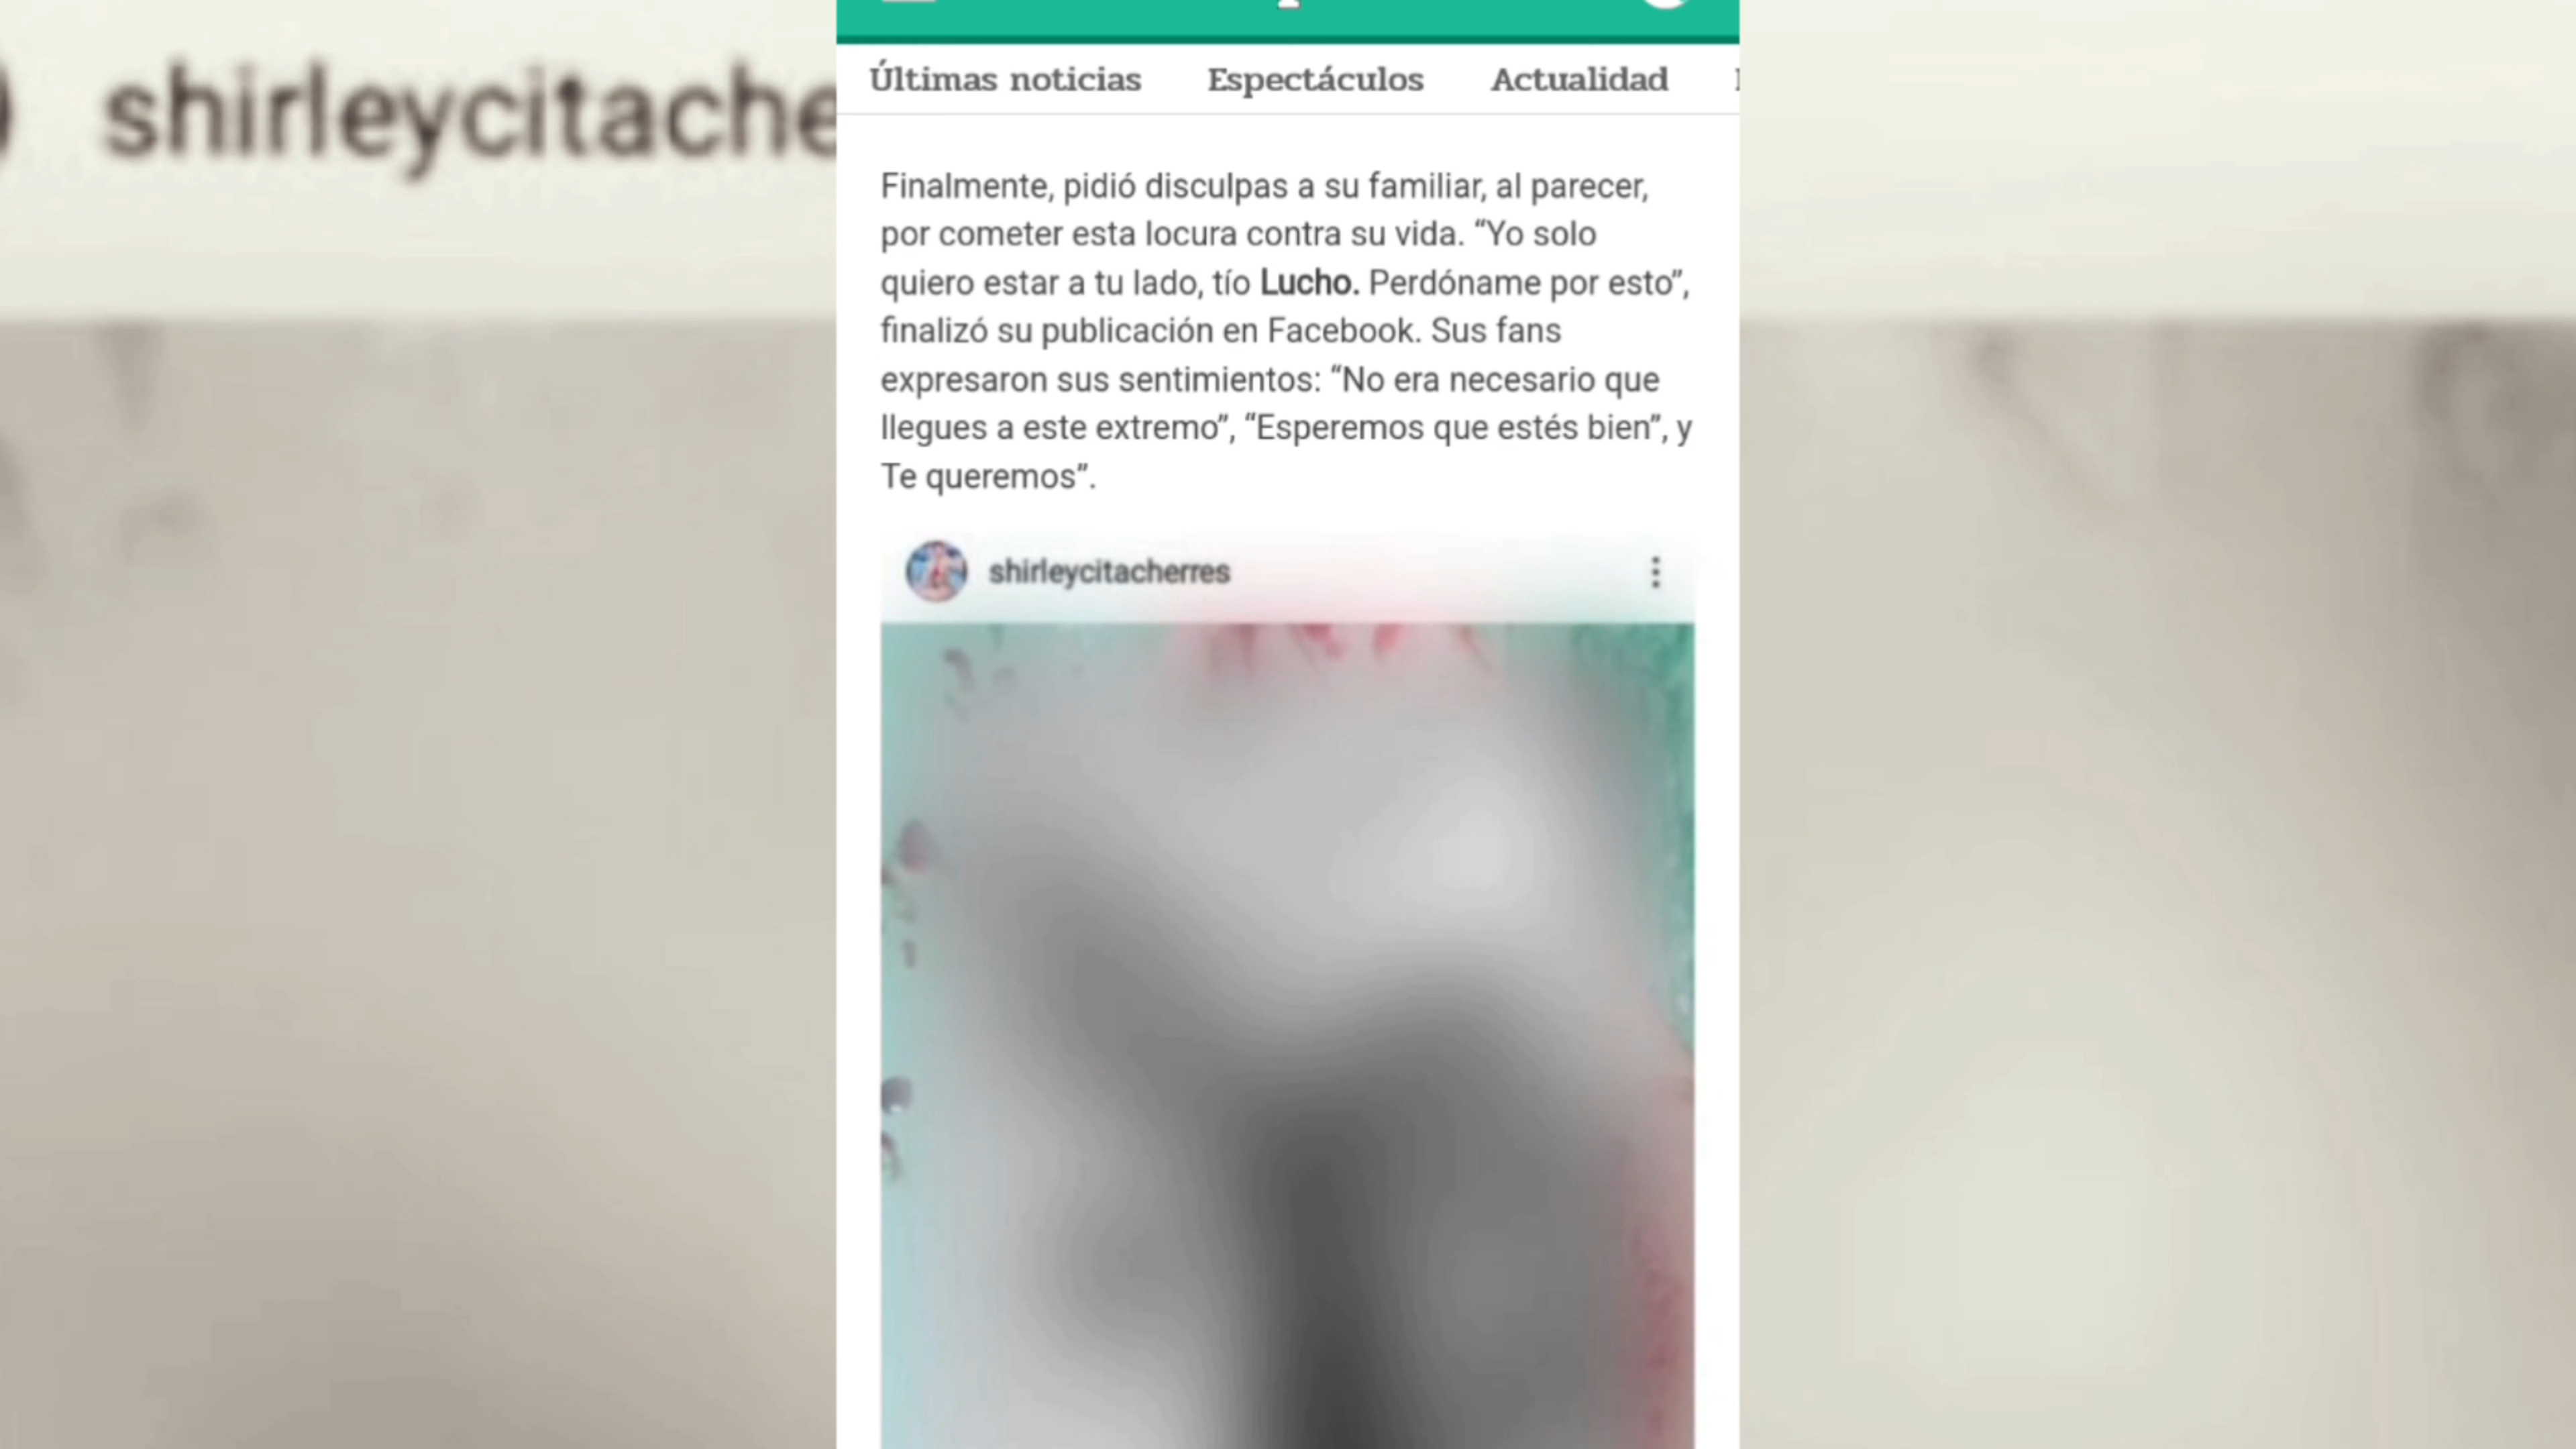 shirleycitache
Últimas noticias Espectáculos Actualidad
Finalmente, pidió disculpas a su familiar, al parecer,
por cometer esta locura contra su vida. “Yo solo
quiero estar a tu lado, tío Lucho. Perdóname por esto”,
finalizó su publicación en Facebook. Sus fans
expresaron sus sentimientos: “No era necesario que
llegues a este extremo”, “Esperemos que estés bien”, y
Te queremos”.
shirleycitacherres